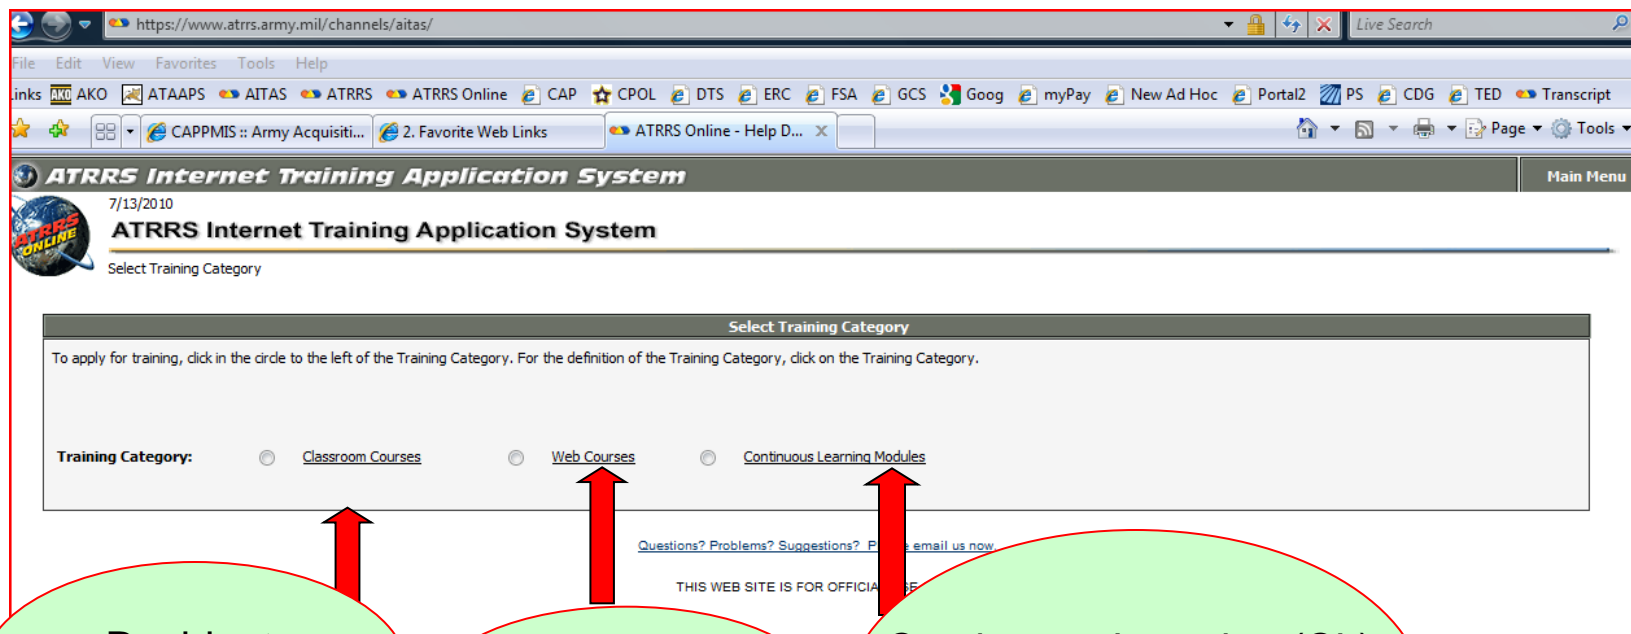 https://www.atrrs.army.mil/channels/aitas/ Live Search
File Edit View Favorites Tools Help
inks AKO AKO ATAAPS AITAS ATRRS ATRRS Online CAP CPOL DTS ERC FSA GCS Goog myPay New Ad Hoc Portal2 PS CDG TED Transcript
CAPPMIS :: Army Acquisiti... 2. Favorite Web Links ATRRS Online - Help D... X Page Tools
ATRRS Internet Training Application System Main Menu
7/13/2010
ATRRS ONLINE
ATRRS Internet Training Application System
Select Training Category
Select Training Category
To apply for training, click in the circle to the left of the Training Category. For the definition of the Training Category, click on the Training Category.
Training Category: Classroom Courses Web Courses Continuous Learning Modules
Questions? Problems? Suggestions? email us now.
THIS WEB SITE IS FOR